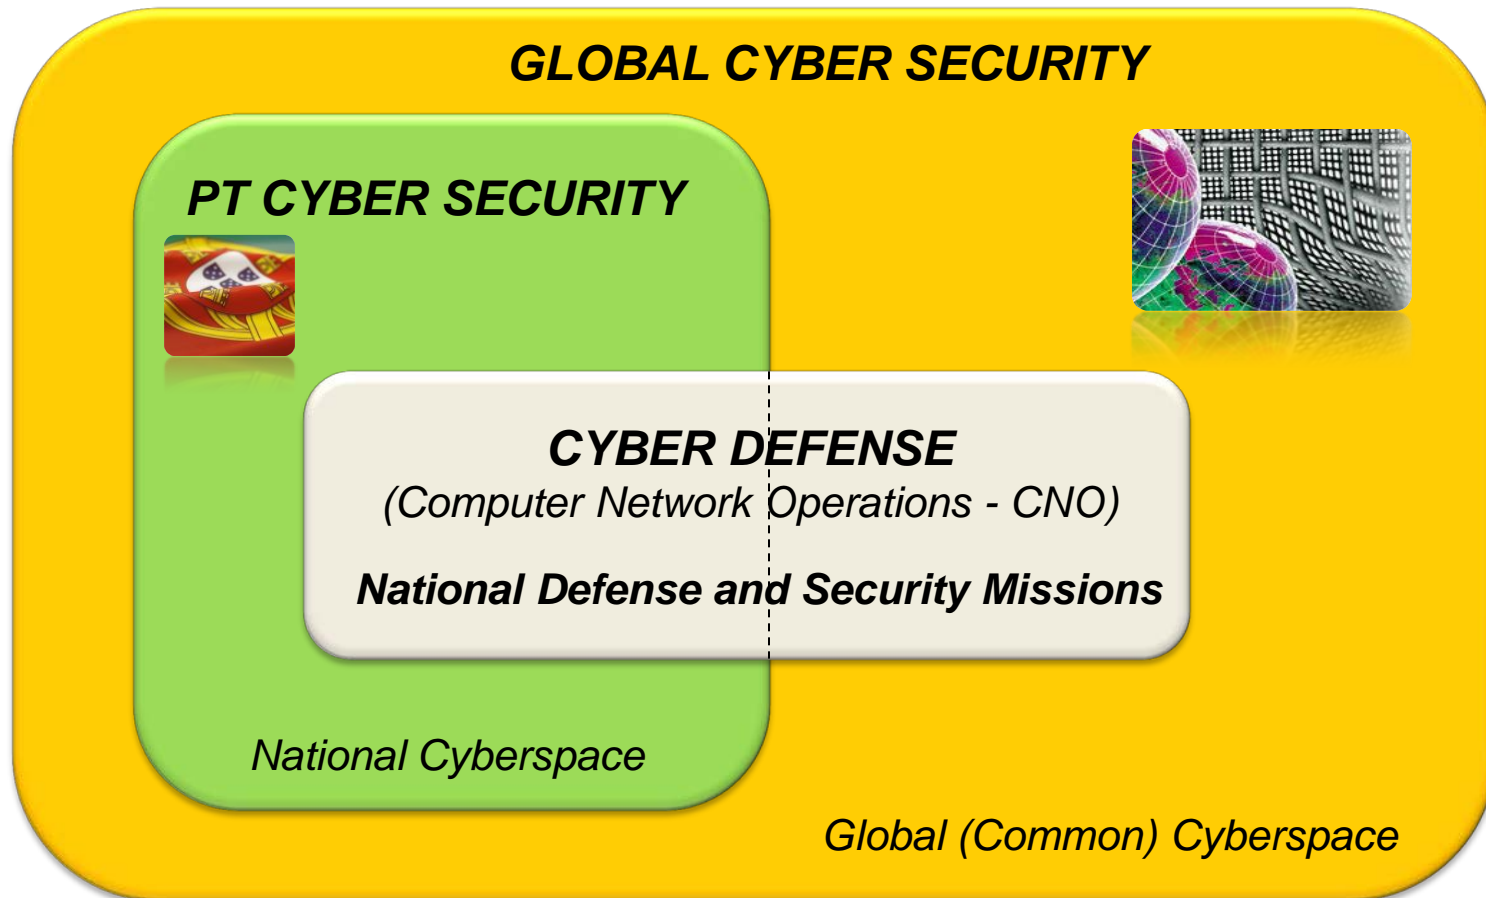 GLOBAL CYBER SECURITY
PT CYBER SECURITY
CYBER DEFENSE
(Computer Network Operations - CNO)
National Defense and Security Missions
National Cyberspace
Global (Common) Cyberspace